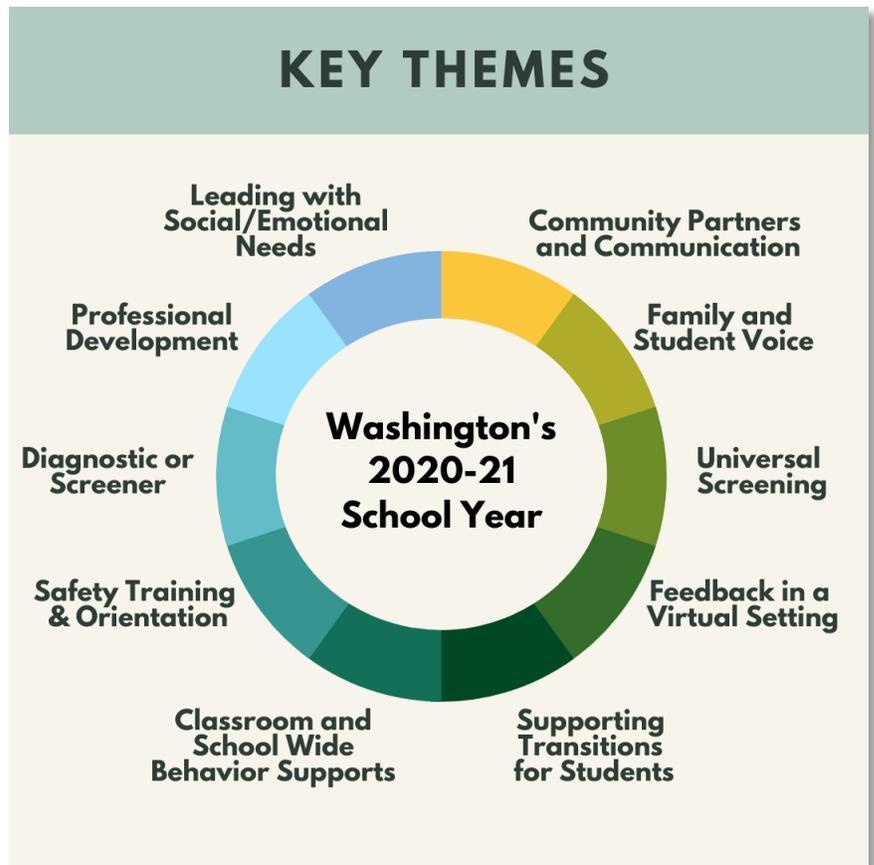 KEY THEMES
Leading with
Social/Emotional
Needs
Community Partners
and Communication
Professional
Development
Family and
Student Voice
Washington's
2020-21
School Year
Diagnostic or
Screener
Universal
Screening
Safety Training
& Orientation
Feedback in a
Virtual Setting
Classroom and
School Wide
Behavior Supports
Supporting
Transitions
for Students